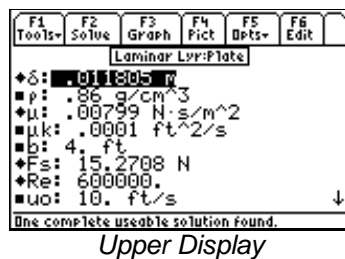 F1 Tools▾ F2 Solve F3 Graph F4 Pict F5 Opts▾ F6 Edit
Laminar Lyr:Plate
◆δ: .011805 m
■ρ: .86 g/cm^3
◆μ: .00799 N·s/m^2
■μk: .0001 ft^2/s
■b: 4. ft
◆Fs: 15.2708 N
◆Re: 600000.
■uo: 10. ft/s ↓
One complete useable solution found.
Upper Display